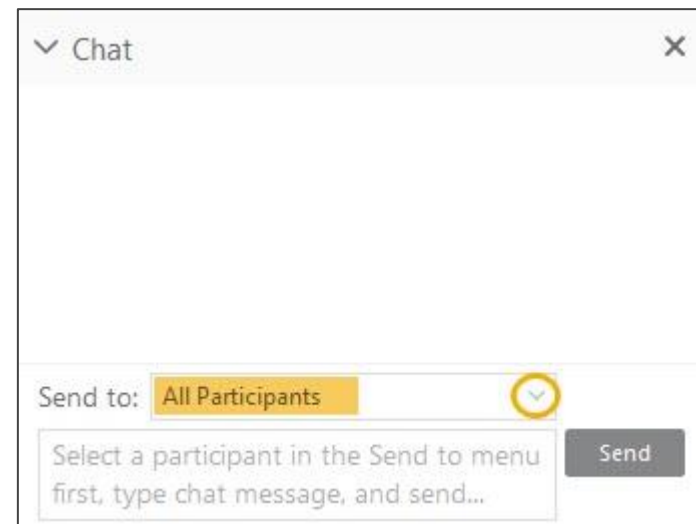 Chat
Send to: All Participants
Select a participant in the Send to menu
first, type chat message, and send...
Send